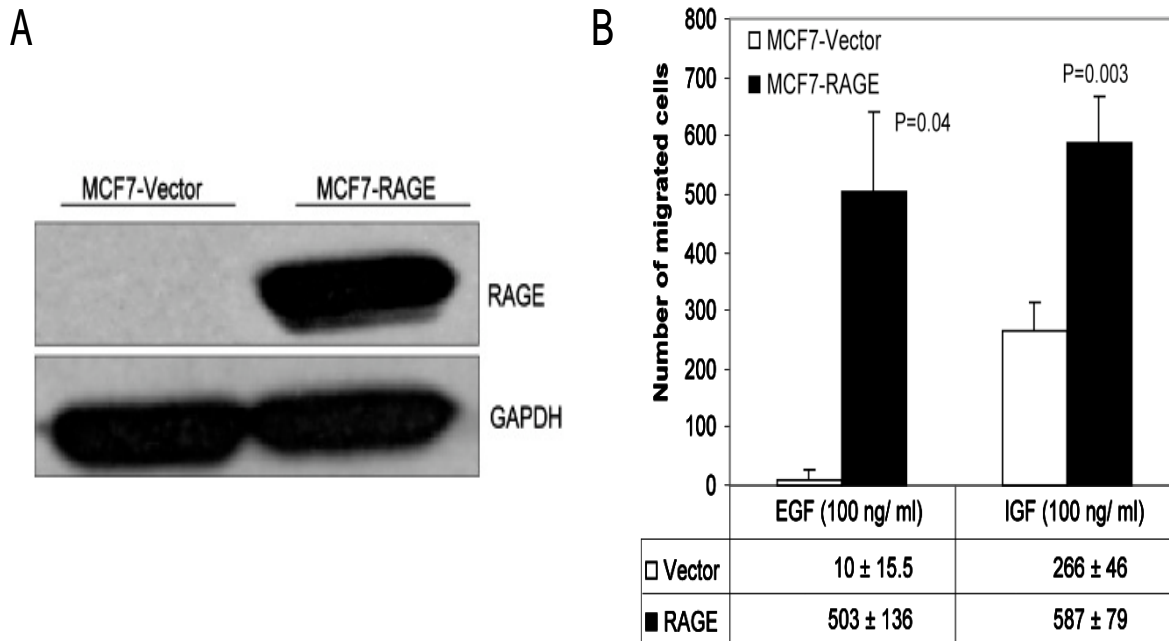 A
MCF7-Vector MCF7-RAGE
RAGE
GAPDH
B
800
700
600
500
400
300
200
100
0
Number of migrated cells
□ MCF7-Vector
■ MCF7-RAGE
P=0.04
P=0.003
EGF (100 ng/ ml) IGF (100 ng/ ml)
□ Vector 10 ± 15.5 266 ± 46
■ RAGE 503 ± 136 587 ± 79